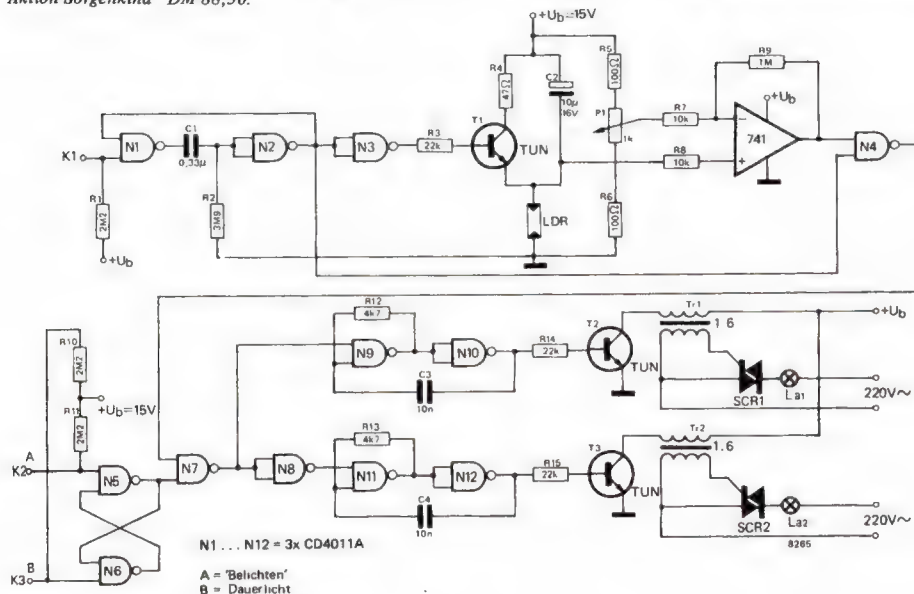 "Aktion Sorgenkind" DM 88,50.
+Ub=15V
R5
100Ω
R9
1M
R4
47Ω
C2
10µ
16V
+Ub
P1
1k
R7
10k
C1
0,33µ
R3
22k
T1
TUN
741
N1
N2
N3
N4
K1
R8
10k
R1
2M2
R2
3M9
LDR
R6
100Ω
+Ub
R12
4k7
Tr1
1.6
+Ub
N9
N10
R14
22k
T2
TUN
R10
2M2
C3
10n
SCR1
La1
220V~
R11
2M2
+Ub=15V
R13
4k7
Tr2
1.6
A
K2
N5
N7
N8
N11
N12
R15
22k
T3
TUN
C4
10n
SCR2
La2
220V~
8265
B
K3
N6
N1 ... N12 = 3x CD4011A
A = 'Belichten'
B = Dauerlicht